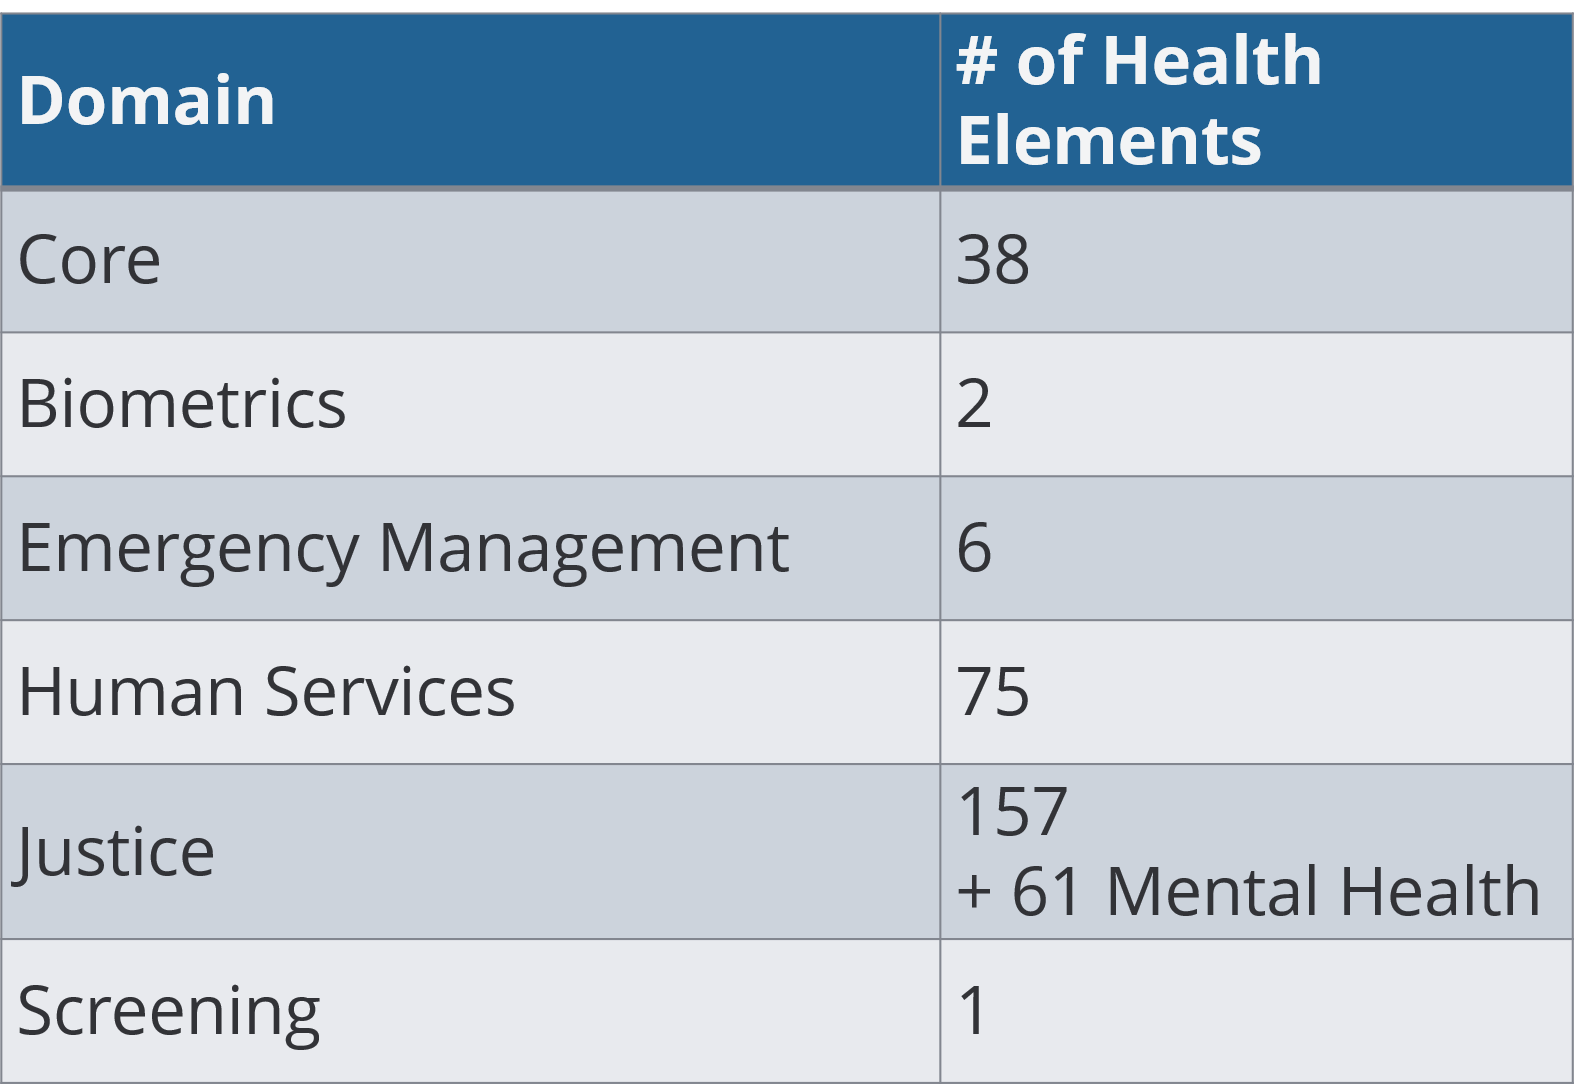 Domain
# of Health
Elements
Core
38
Biometrics
2
Emergency Management
6
Human Services
75
Justice
157
+ 61 Mental Health
Screening
1